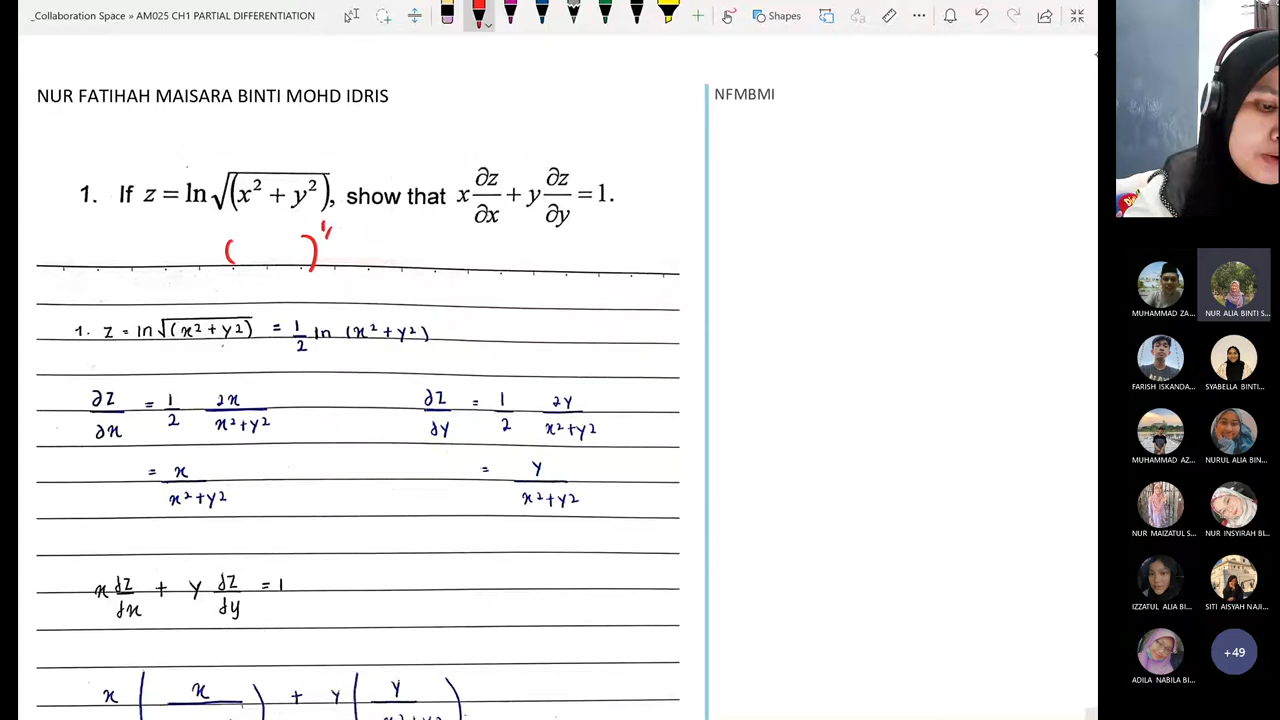 _Collaboration Space » AM025 CH1 PARTIAL DIFFERENTIATION
Shapes
NUR FATIHAH MAISARA BINTI MOHD IDRIS
NFMBMI
1. If z = ln √(x² + y²), show that x ∂z/∂x + y ∂z/∂y = 1.
( )
1. z = ln √(x² + y²) = 1/2 ln (x² + y²)
∂z/∂x = 1/2 2x/x²+y² ∂z/∂y = 1/2 2y/x²+y²
= x/x²+y² = y/x²+y²
x ∂z/∂x + y ∂z/∂y = 1
x ( x ) + y ( y/x²+y² )
MUHAMMAD ZA...
NUR ALIA BINTI S...
FARISH ISKANDA...
SYABELLA BINTI...
MUHAMMAD AZ...
NURUL ALIA BIN...
NUR MAIZATUL S...
NUR INSYIRAH BI...
IZZATUL ALIA BI...
SITI AISYAH NAJI...
ADILA NABILA BI...
+49